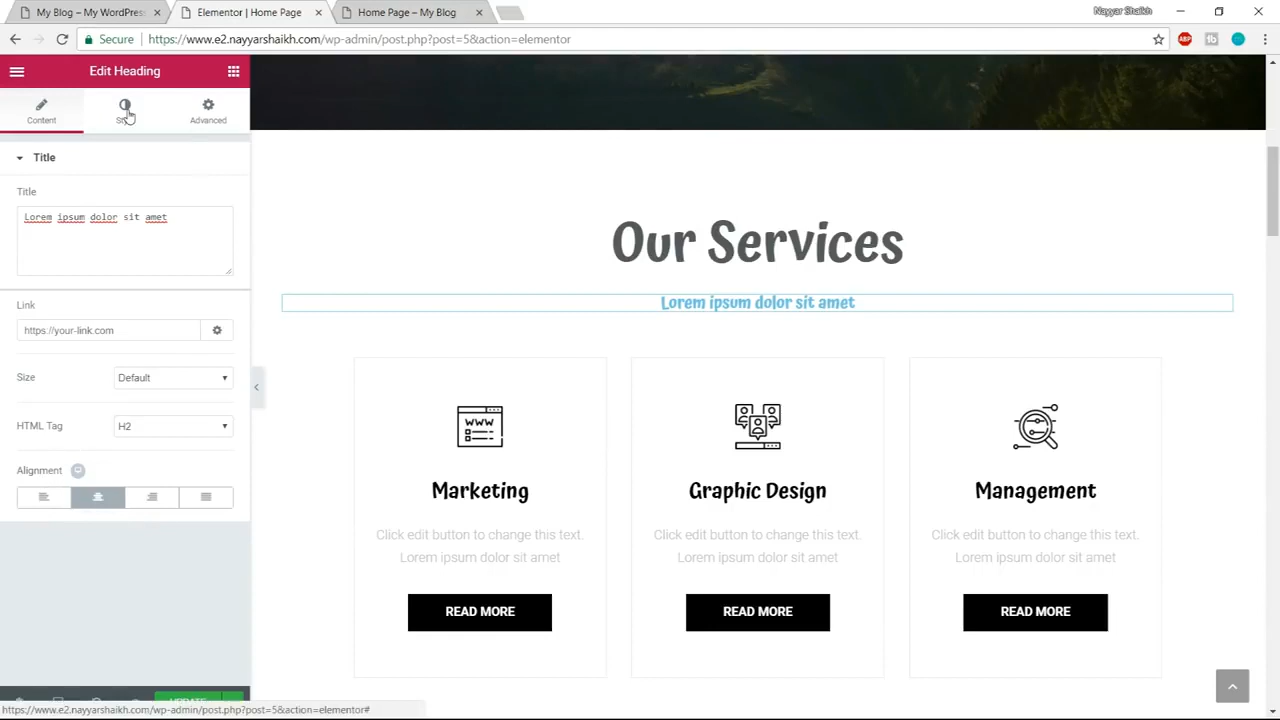 My Blog – My WordPres
Elementor | Home Page
Home Page – My Blog
Nayyar Shaikh
Secure
https://www.e2.nayyarshaikh.com/wp-admin/post.php?post=5&action=elementor
ABP
Edit Heading
Content
Advanced
Title
Title
Lorem ipsum dolor sit amet
Link
https://your-link.com
Size
Default
HTML Tag
H2
Alignment
Our Services
Lorem ipsum dolor sit amet
WWW
Marketing
Graphic Design
Management
Click edit button to change this text.
Lorem ipsum dolor sit amet
Click edit button to change this text.
Lorem ipsum dolor sit amet
Click edit button to change this text.
Lorem ipsum dolor sit amet
READ MORE
READ MORE
READ MORE
UPDATE
https://www.e2.nayyarshaikh.com/wp-admin/post.php?post=5&action=elementor#